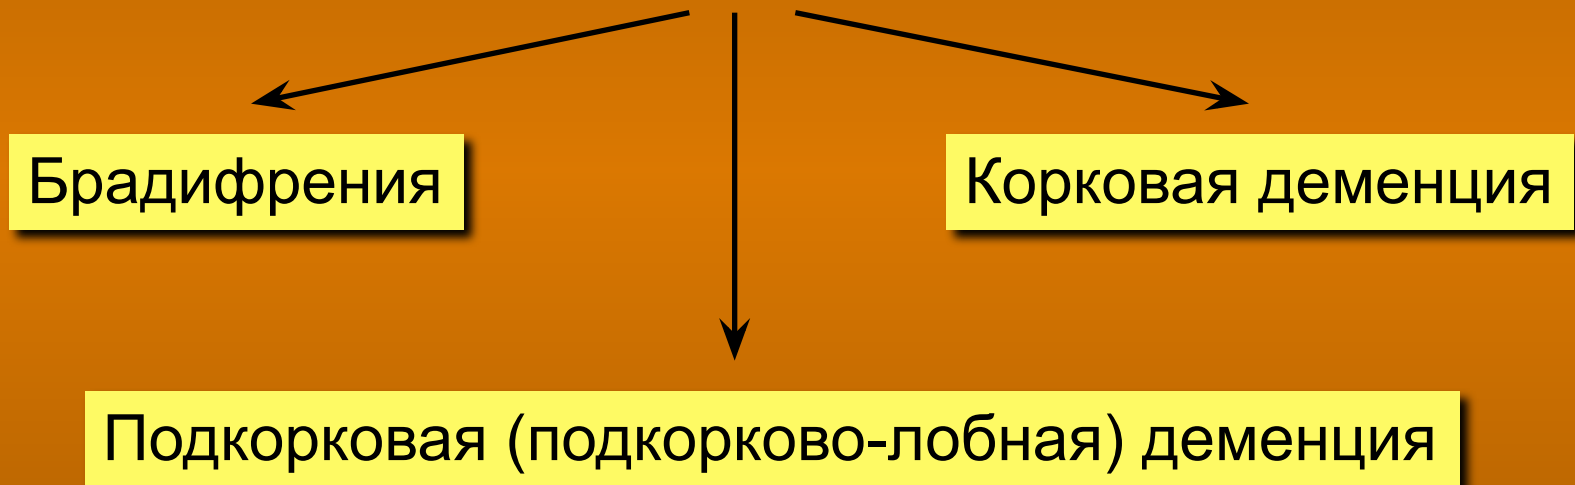 Брадифрения
Корковая деменция
Подкорковая (подкорково-лобная) деменция